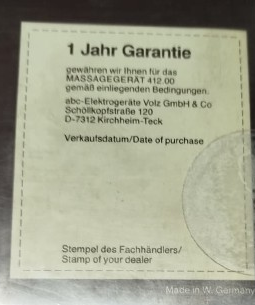 1 Jahr Garantie
gewähren wir Ihnen für das
MASSAGEGERÄT 412.00
gemäß einliegenden Bedingungen.
abc-Elektrogeräte Volz GmbH & Co
Schöllkopfstraße 120
D-7312 Kirchheim-Teck
Verkaufsdatum/Date of purchase
Stempel des Fachhändlers/
Stamp of your dealer
Made in W. Germany